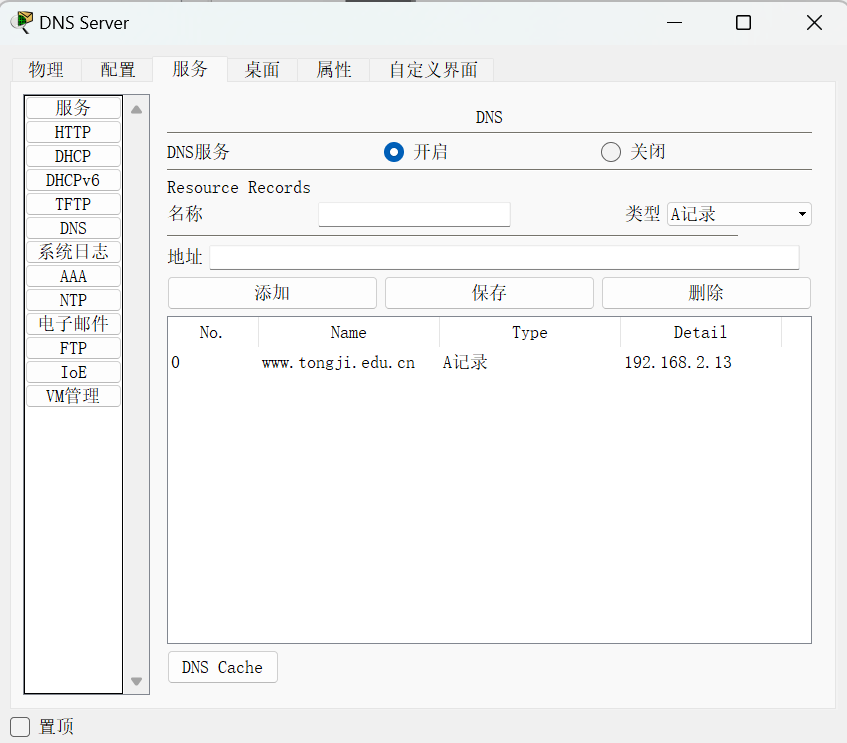 DNS Server
物理 配置 服务 桌面 属性 自定义界面
服务
HTTP
DHCP
DHCPv6
TFTP
DNS
系统日志
AAA
NTP
电子邮件
FTP
IoE
VM管理
DNS
DNS服务 开启 关闭
Resource Records
名称 类型 A记录
地址
添加 保存 删除
No. Name Type Detail
0 www.tongji.edu.cn A记录 192.168.2.13
DNS Cache
置顶